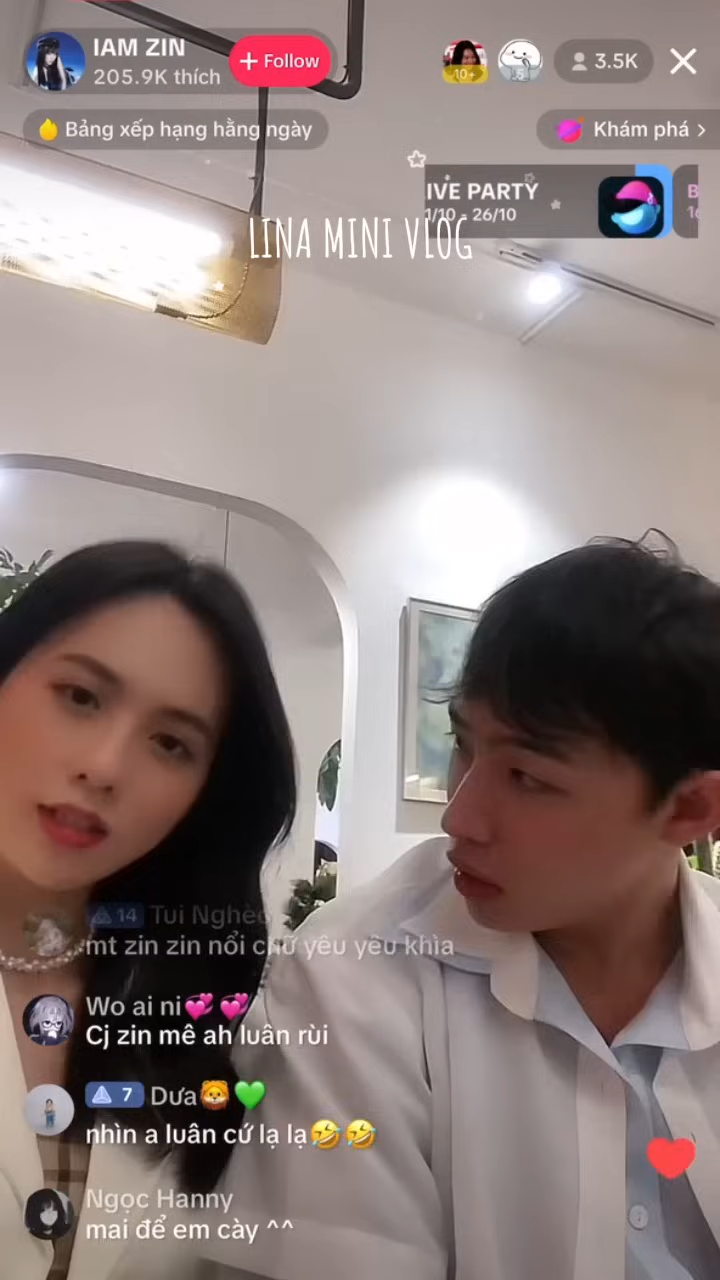 IAM ZIN
205.9K thích
+ Follow
10+
5
3.5K
Bảng xếp hạng hằng ngày
Khám phá >
IVE PARTY
1/10 - 26/10
LINA MINI VLOG
14 Tui Nghèo
mt zin zin nổi chữ yêu yêu khìa
Wo ai ni💞💞
Cj zin mê ah luân rùi
7 Dưa🦁💚
nhìn a luân cứ lạ lạ🤣🤣
Ngọc Hanny
mai để em cày ^^